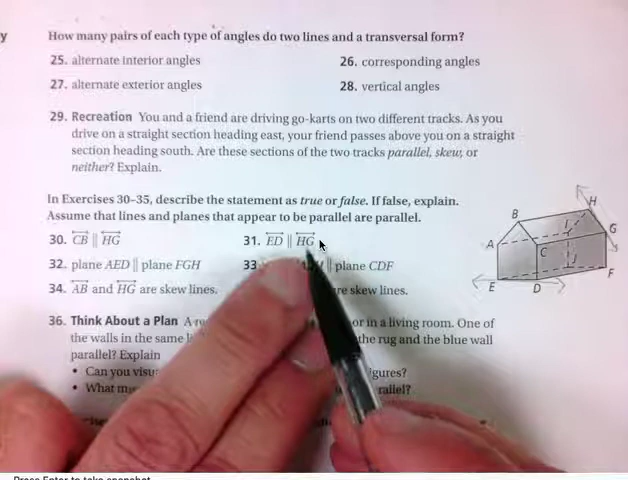 y
How many pairs of each type of angles do two lines and a transversal form?
25. alternate interior angles 26. corresponding angles
27. alternate exterior angles 28. vertical angles
29. Recreation You and a friend are driving go-karts on two different tracks. As you
drive on a straight section heading east, your friend passes above you on a straight
section heading south. Are these sections of the two tracks parallel, skew, or
neither? Explain.
In Exercises 30–35, describe the statement as true or false. If false, explain.
Assume that lines and planes that appear to be parallel are parallel.
30. CB ∥ HG 31. ED ∥ HG
32. plane AED ∥ plane FGH 33 ∥ plane CDF
34. AB and HG are skew lines. re skew lines.
36. Think About a Plan A or in a living room. One of
the walls in the same the rug and the blue wall
parallel? Explain
• Can you gures?
• What
H
B
G
I
A
C
J
F
E
D
Press Enter to take snapshot